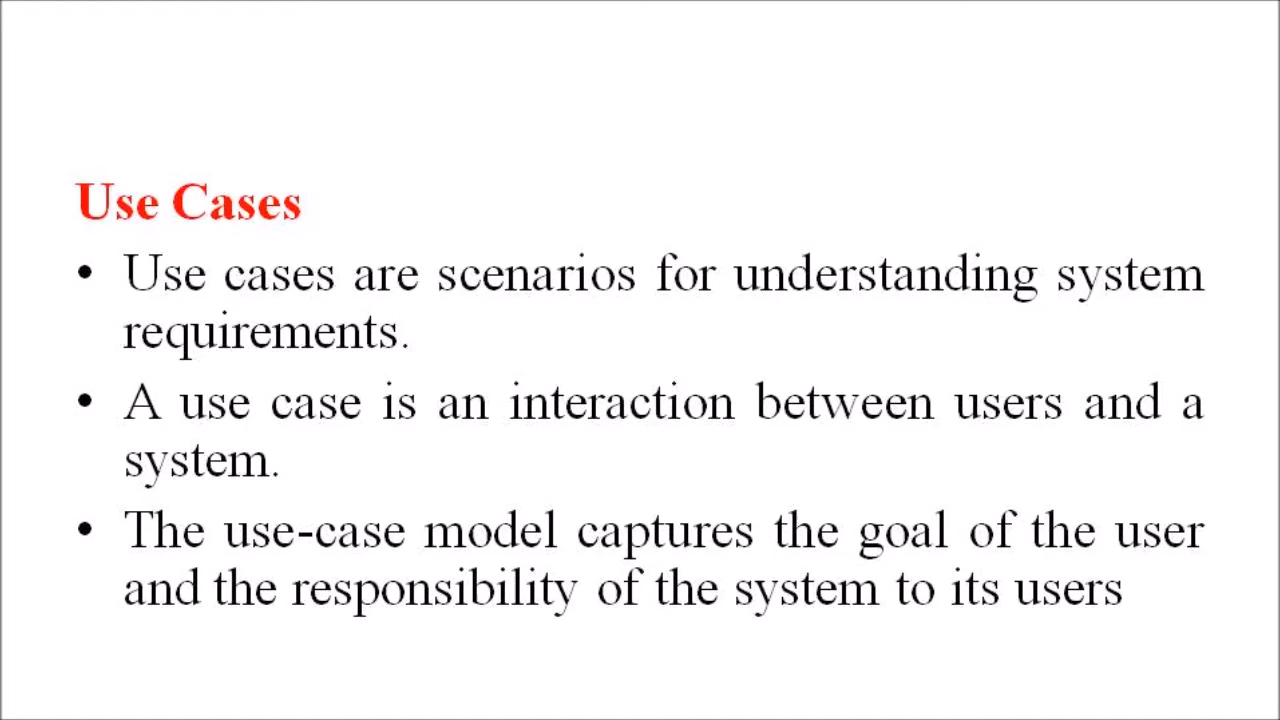 Use Cases
• Use cases are scenarios for understanding system
requirements.
• A use case is an interaction between users and a
system.
• The use-case model captures the goal of the user
and the responsibility of the system to its users